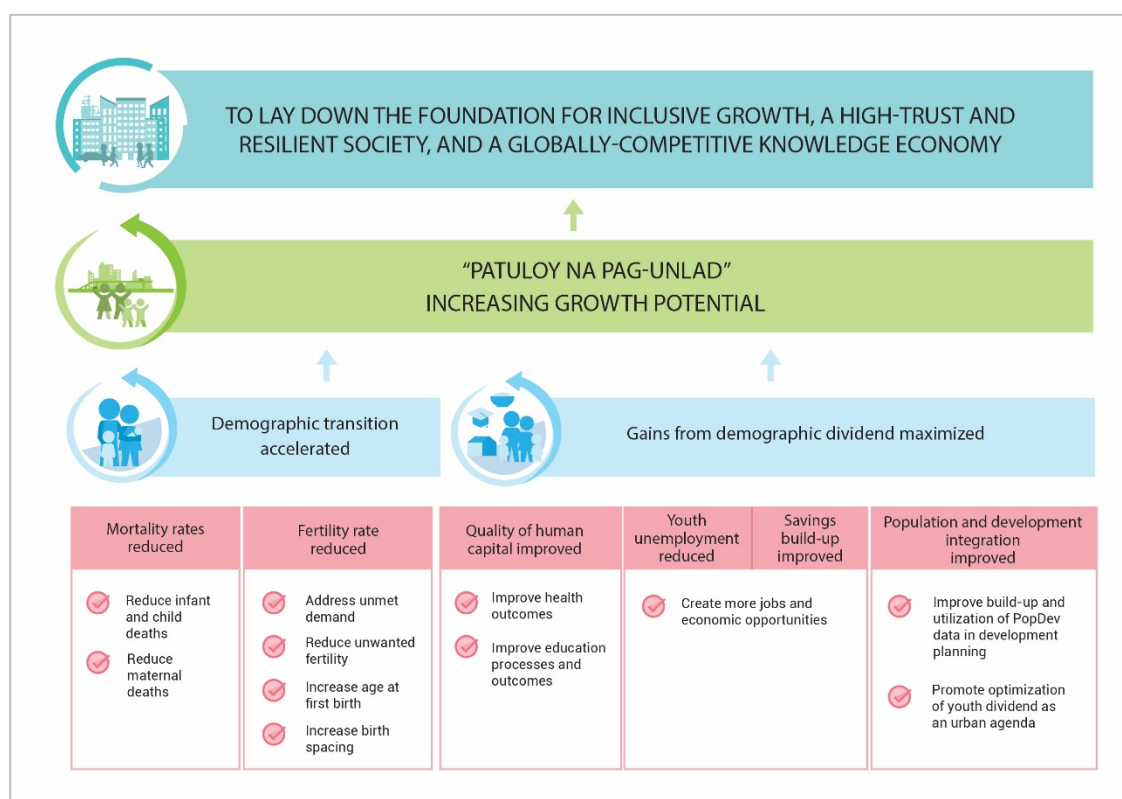 TO LAY DOWN THE FOUNDATION FOR INCLUSIVE GROWTH, A HIGH-TRUST AND
RESILIENT SOCIETY, AND A GLOBALLY-COMPETITIVE KNOWLEDGE ECONOMY
“PATULOY NA PAG-UNLAD”
INCREASING GROWTH POTENTIAL
Demographic transition
accelerated
Gains from demographic dividend maximized
Mortality rates
reduced
Reduce infant
and child
deaths
Reduce
maternal
deaths
Fertility rate
reduced
Address unmet
demand
Reduce unwanted
fertility
Increase age at
first birth
Increase birth
spacing
Quality of human
capital improved
Improve health
outcomes
Improve education
processes and
outcomes
Youth
unemployment
reduced
Savings
build-up
improved
Create more jobs and
economic opportunities
Population and development
integration
improved
Improve build-up and
utilization of PopDev
data in development
planning
Promote optimization
of youth dividend as
an urban agenda